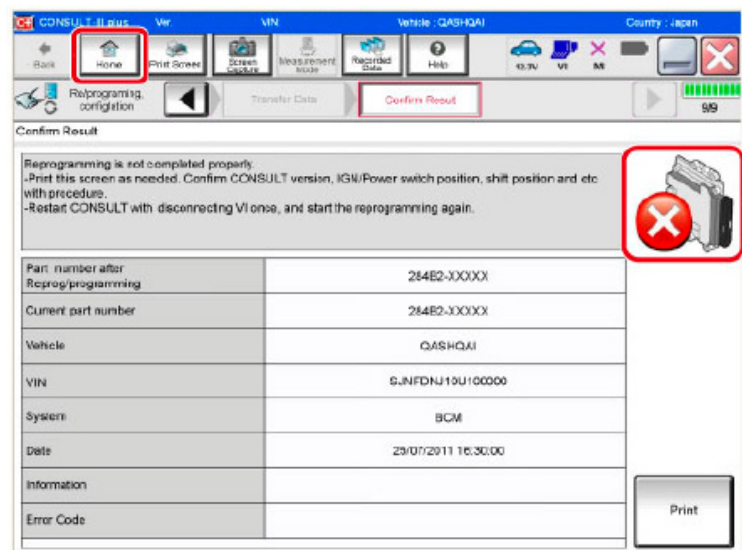 CONSULT-III plus Ver. VIN Vehicle : QASHQAI Country : Japan
Back Home Print Screen Screen Capture Measurement Mode Recorded Data Help VI MI
Re/programing, configlation Transfer Data Confirm Result 9/9
Confirm Result
Reprogramming is not completed properly.
-Print this screen as needed. Confirm CONSULT version, IGN/Power switch position, shift position and etc
with procedure.
-Restart CONSULT with disconnecting VI once, and start the reprogramming again.
Part number after
Reprog/programming
284B2-XXXXX
Current part number 284B2-XXXXX
Vehicle QASHQAI
VIN
System BCM
Date 16:30:00
Information
Error Code
Print